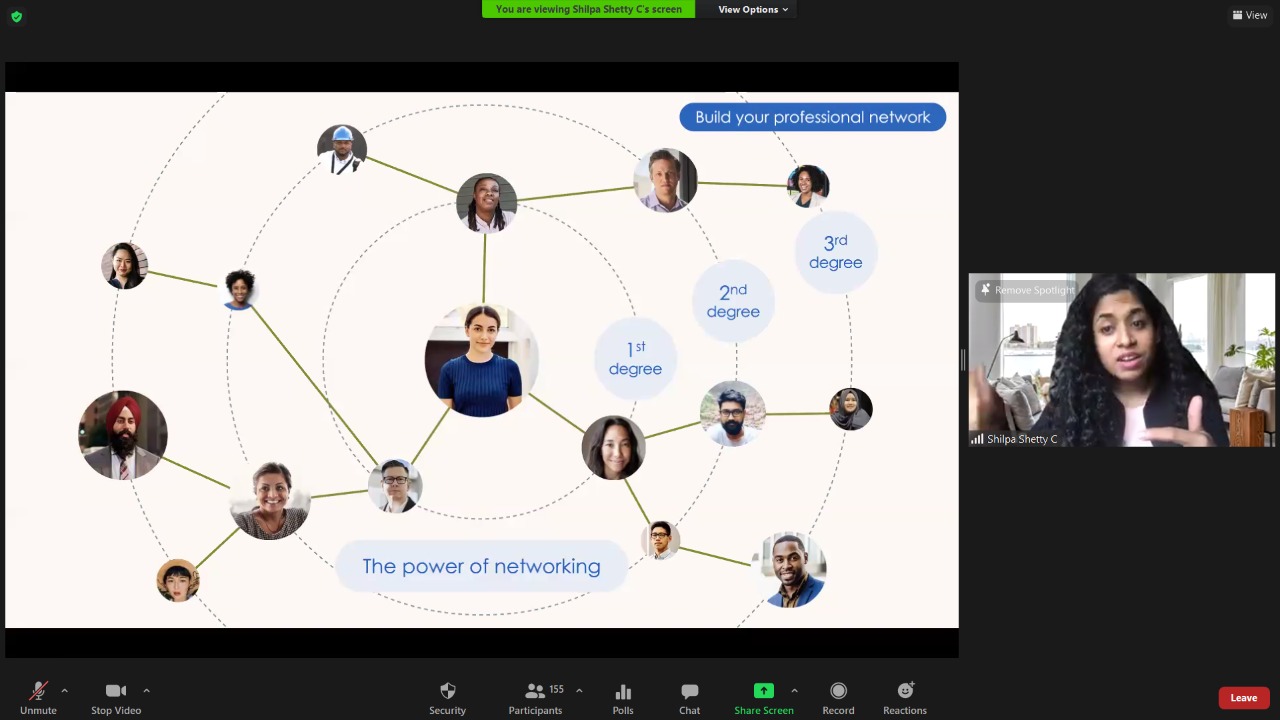 You are viewing Shilpa Shetty C's screen
View Options
View
Build your professional network
3rd
degree
2nd
degree
1st
degree
The power of networking
Remove Spotlight
Shilpa Shetty C
Unmute
Stop Video
Security
155
Participants
Polls
Chat
Share Screen
Record
Reactions
Leave